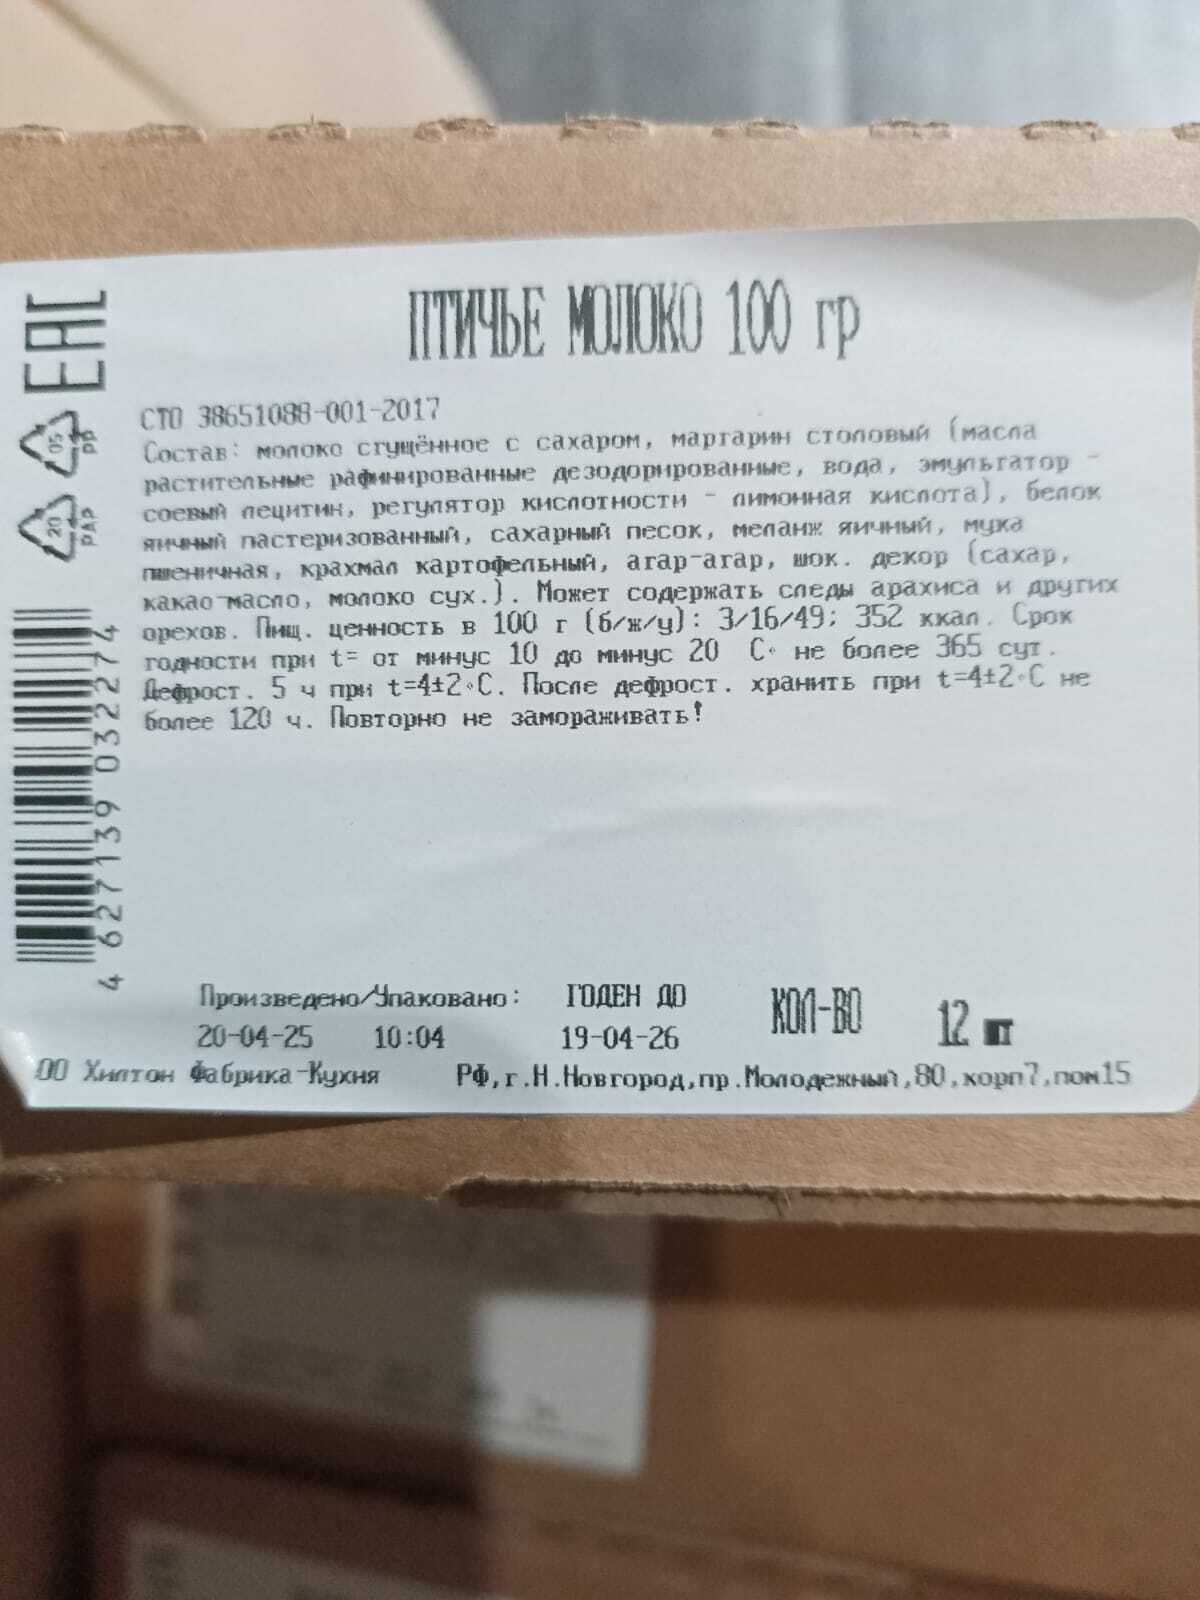 EAC
05
PP
20
PAP
4 627139 032274
ПТИЧЬЕ МОЛОКО 100 гр
СТО 38651088-001-2017
Состав: молоко сгущённое с сахаром, маргарин столовый (масла
растительные рафинированные дезодорированные, вода, эмульгатор -
соевый лецитин, регулятор кислотности - лимонная кислота), белок
яичный пастеризованный, сахарный песок, меланж яичный, мука
пшеничная, крахмал картофельный, агар-агар, шок. декор (сахар,
какао-масло, молоко сух.). Может содержать следы арахиса и других
орехов. Пищ. ценность в 100 г (б/ж/у): 3/16/49; 352 ккал. Срок
годности при t= от минус 10 до минус 20 С° не более 365 сут.
Дефрост. 5 ч при t=4±2°С. После дефрост. хранить при t=4±2°С не
более 120 ч. Повторно не замораживать!
Произведено/Упаковано: ГОДЕН ДО КОЛ-ВО 12 шт
20-04-25 10:04 19-04-26
ОО Хилтон Фабрика-Кухня РФ,г.Н.Новгород,пр.Молодежный,80,корп7,пом15